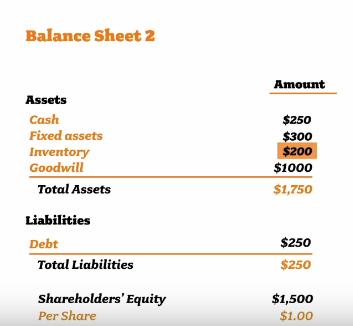 Balance Sheet 2
Amount
Assets
Cash $250
Fixed assets $300
Inventory $200
Goodwill $1000
Total Assets $1,750
Liabilities
Debt $250
Total Liabilities $250
Shareholders' Equity $1,500
Per Share $1.00